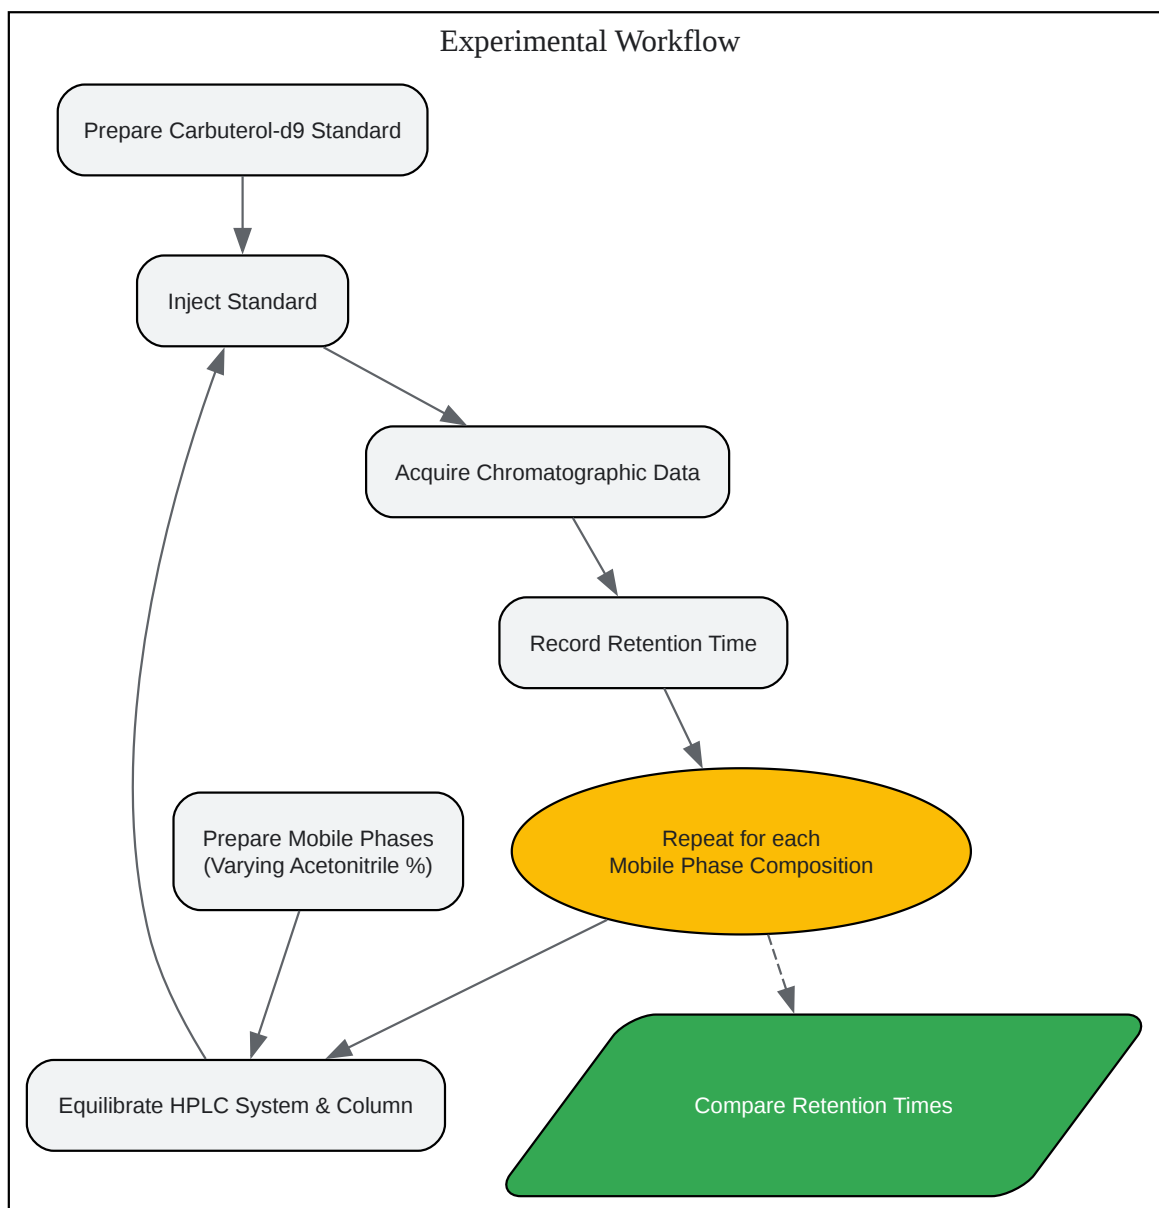 Experimental Workflow
Prepare Carbuterol-d9 Standard
Inject Standard
Acquire Chromatographic Data
Record Retention Time
Prepare Mobile Phases
(Varying Acetonitrile %)
Repeat for each
Mobile Phase Composition
Equilibrate HPLC System & Column
Compare Retention Times